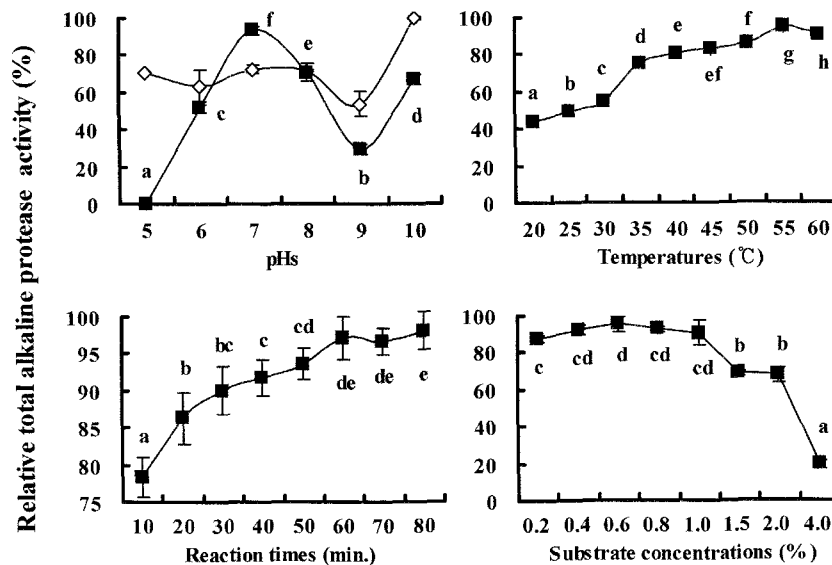 Relative total alkaline protease activity (%)
100
80
60
40
20
0
a
c
f
e
b
d
5 6 7 8 9 10
pHs
100
80
60
40
20
0
a
b
c
d
e
ef
f
g
h
20 25 30 35 40 45 50 55 60
Temperatures (℃)
100
95
90
85
80
75
a
b
bc
c
cd
de
de
e
10 20 30 40 50 60 70 80
Reaction times (min.)
100
80
60
40
20
0
c
cd
d
cd
cd
b
b
a
0.2 0.4 0.6 0.8 1.0 1.5 2.0 4.0
Substrate concentrations (%)